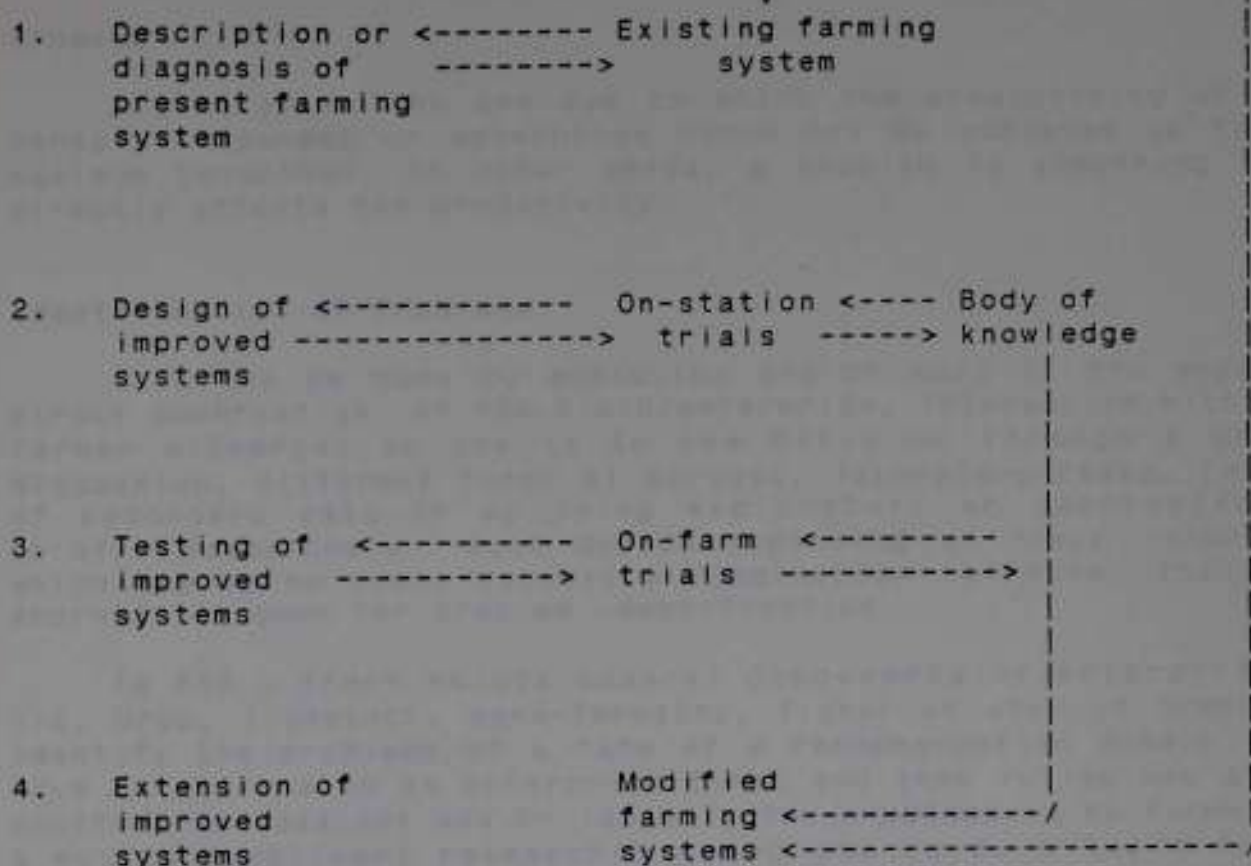 1. Description or <-------- Existing farming
diagnosis of --------> system
present farming
system
2. Design of <------------ On-station <---- Body of
improved ---------------> trials -----> knowledge
systems
3. Testing of <---------- On-farm <---------
improved -----------> trials ----------->
systems
4. Extension of Modified
improved farming <------------/
systems systems <-----------------------/